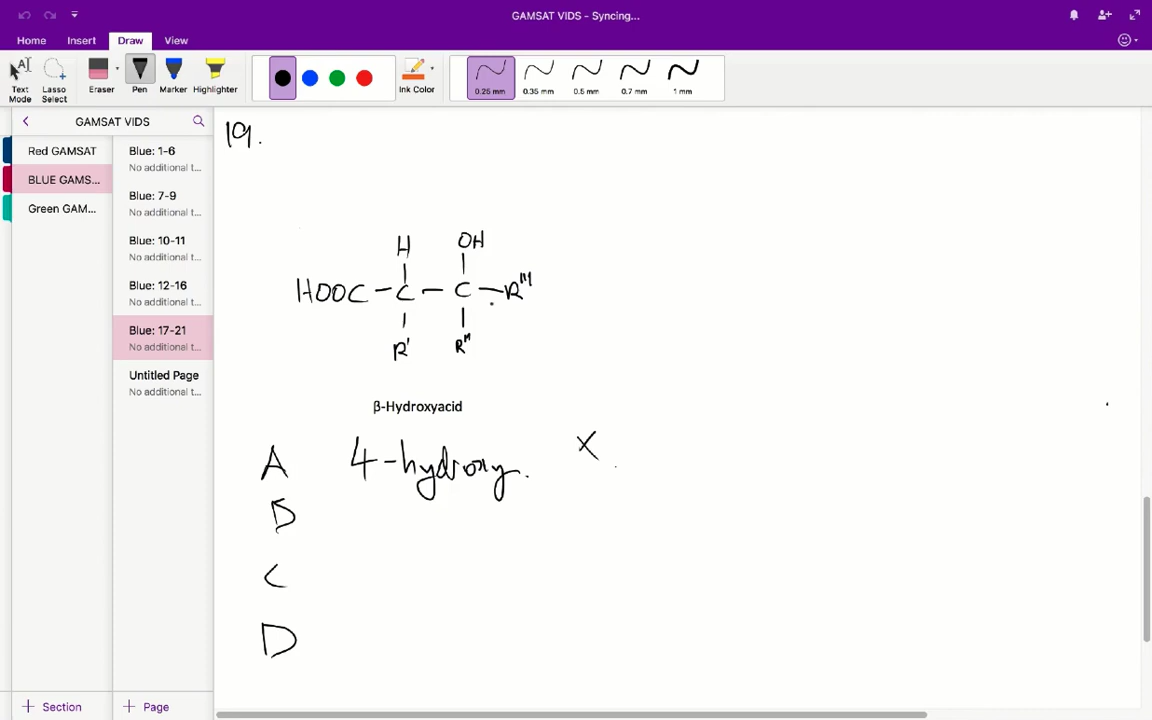 GAMSAT VIDS - Syncing...
Home Insert Draw View
Text Mode
Lasso Select
Eraser
Pen
Marker
Highlighter
Ink Color
0.25 mm
0.35 mm
0.5 mm
0.7 mm
1 mm
GAMSAT VIDS
Red GAMSAT
BLUE GAMS...
Green GAM...
Blue: 1-6
No additional t...
Blue: 7-9
No additional t...
Blue: 10-11
No additional t...
Blue: 12-16
No additional t...
Blue: 17-21
No additional t...
Untitled Page
No additional t...
+ Section
+ Page
19.
H OH
HOOC - C - C - R'''
R' R''
β-Hydroxyacid
A 4-hydroxy. X
B
C
D